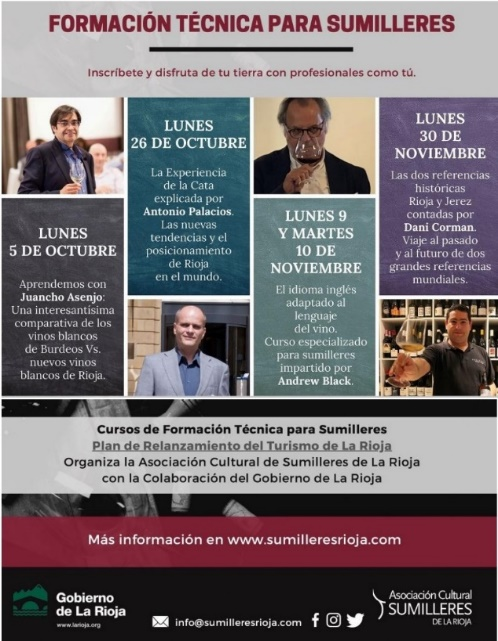 FORMACIÓN TÉCNICA PARA SUMILLERES
Inscríbete y disfruta de tu tierra con profesionales como tú.
LUNES
5 DE OCTUBRE
Aprendemos con
Juancho Asenjo:
Una interesantísima
comparativa de los
vinos blancos
de Burdeos Vs.
nuevos vinos
blancos de Rioja.
LUNES
26 DE OCTUBRE
La Experiencia
de la Cata
explicada por
Antonio Palacios.
Las nuevas
tendencias y el
posicionamiento
de Rioja
en el mundo.
LUNES 9
Y MARTES
10 DE
NOVIEMBRE
El idioma inglés
adaptado al
lenguaje
del vino.
Curso especializado
para sumilleres
impartido por
Andrew Black.
LUNES
30 DE
NOVIEMBRE
Las dos referencias
históricas
Rioja y Jerez
contadas por
Dani Corman.
Viaje al pasado
y al futuro de dos
grandes referencias
mundiales.
Cursos de Formación Técnica para Sumilleres
Plan de Relanzamiento del Turismo de La Rioja
Organiza la Asociación Cultural de Sumilleres de La Rioja
con la Colaboración del Gobierno de La Rioja
Más información en www.sumilleresrioja.com
Gobierno
de La Rioja
www.larioja.org
info@sumilleresrioja.com
Asociación Cultural
SUMILLERES
DE LA RIOJA